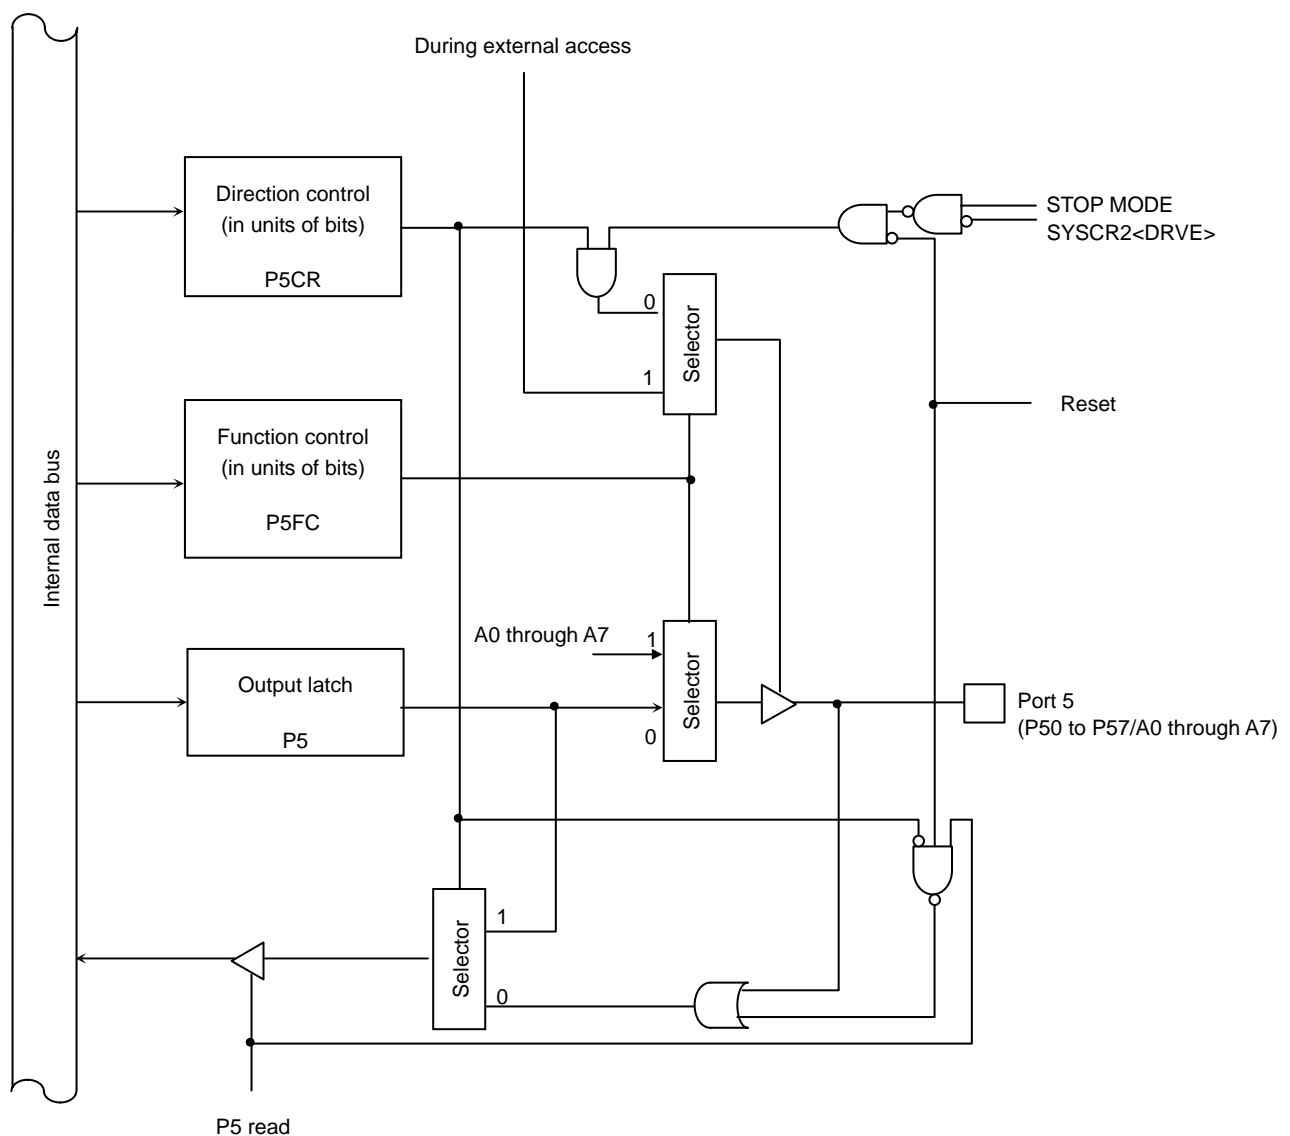 During external access
Direction control
(in units of bits)
P5CR
STOP MODE
SYSCR2<DRVE>
0
Selector
1
Reset
Function control
(in units of bits)
P5FC
Internal data bus
A0 through A7
1
Selector
0
Output latch
P5
Port 5
(P50 to P57/A0 through A7)
1
Selector
0
P5 read